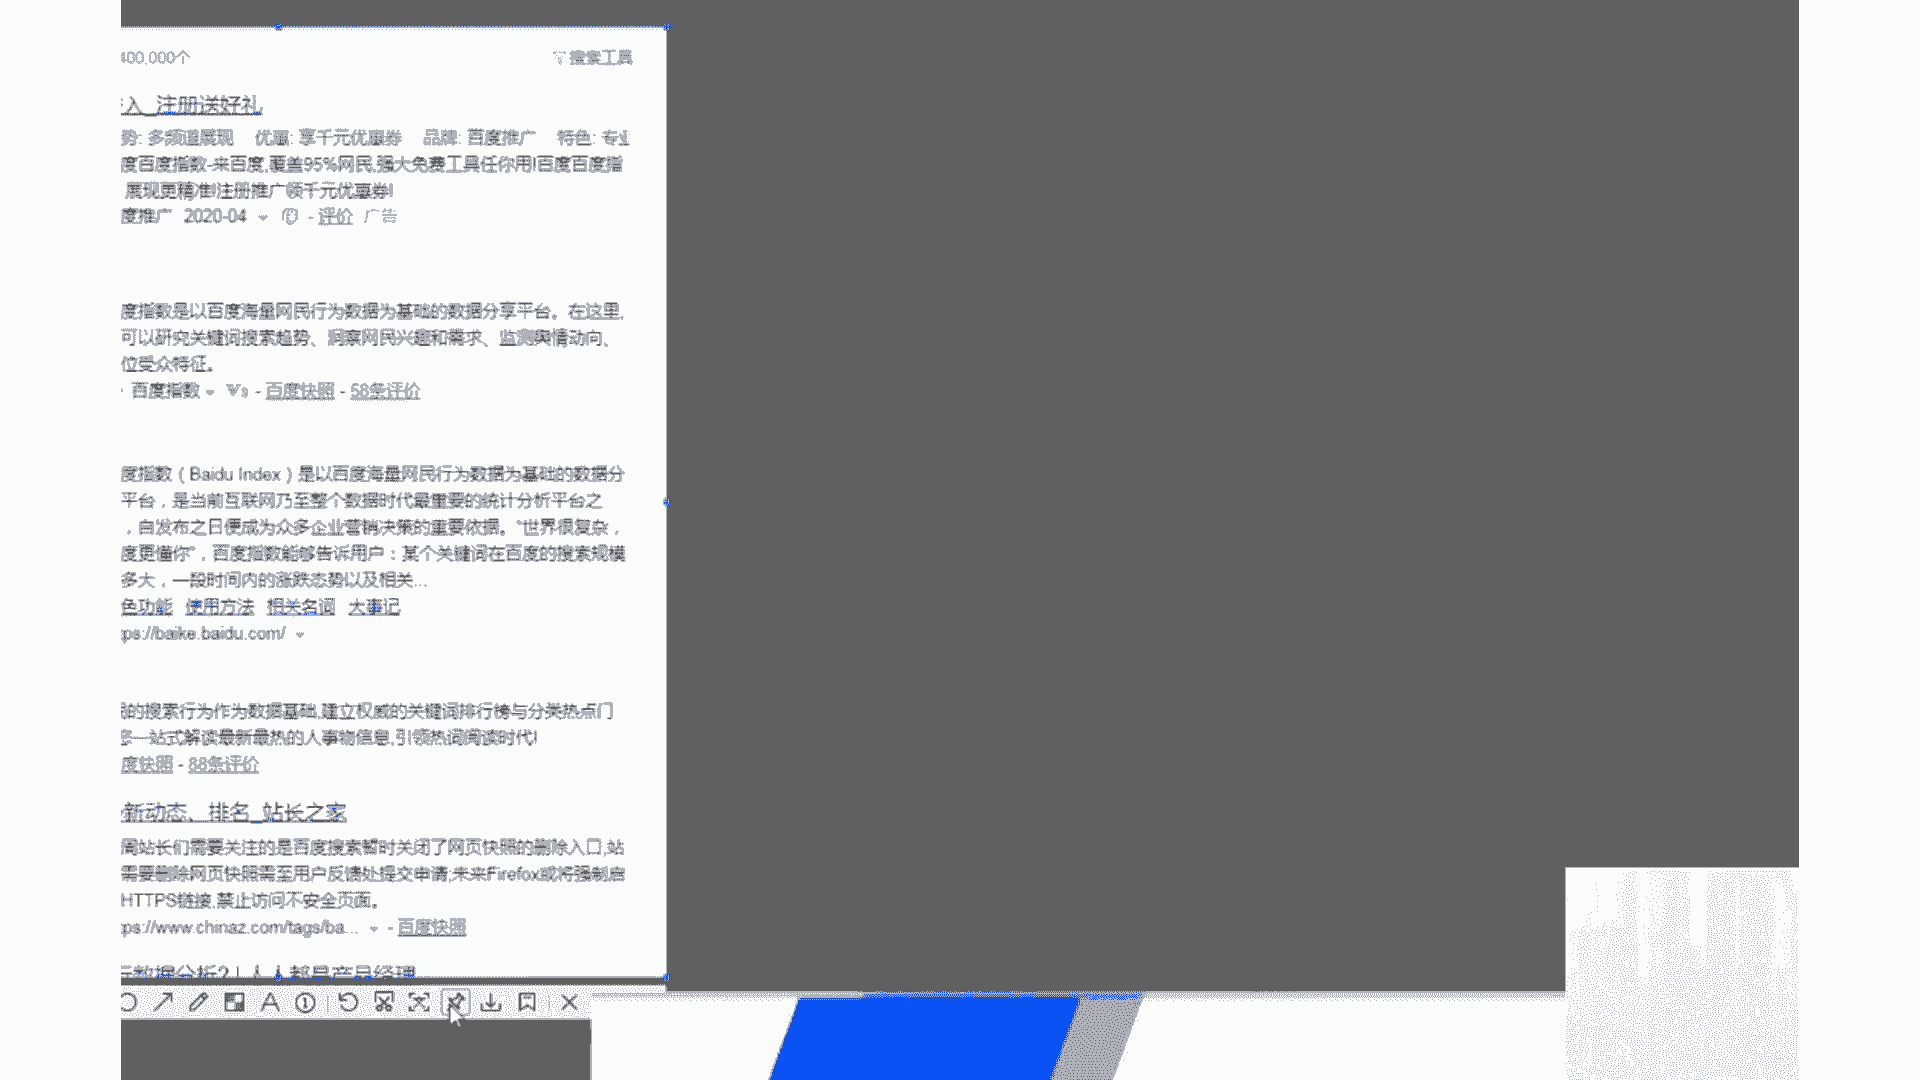 400,000个
搜索工具
入_注册送好礼
势: 多频道展现 优惠: 享千元优惠券 品牌: 百度推广 特色: 专业
度百度指数-来百度,覆盖95%网民,强大免费工具任你用!百度百度指
展现更精准!注册推广领千元优惠券!
度推广 2020-04 - 评价 广告
度指数是以百度海量网民行为数据为基础的数据分享平台。在这里,
可以研究关键词搜索趋势、洞察网民兴趣和需求、监测舆情动向、
位受众特征。
百度指数 - 百度快照 - 58条评价
度指数（Baidu Index）是以百度海量网民行为数据为基础的数据分
平台，是当前互联网乃至整个数据时代最重要的统计分析平台之
，自发布之日便成为众多企业营销决策的重要依据。“世界很复杂，
度更懂你”，百度指数能够告诉用户：某个关键词在百度的搜索规模
多大，一段时间内的涨跌态势以及相关...
色功能 使用方法 相关名词 大事记
ps://baike.baidu.com/
的搜索行为作为数据基础,建立权威的关键词排行榜与分类热点门
一站式解读最新最热的人事物信息,引领热词阅读时代!
度快照 - 88条评价
新动态、排名_站长之家
周站长们需要关注的是百度搜索暂时关闭了网页快照的删除入口,站
需要删除网页快照需至用户反馈处提交申请;未来Firefox或将强制启
HTTPS链接,禁止访问不安全页面。
ps://www.chinaz.com/tags/ba... - 百度快照
数据分析? | 人人都是产品经理